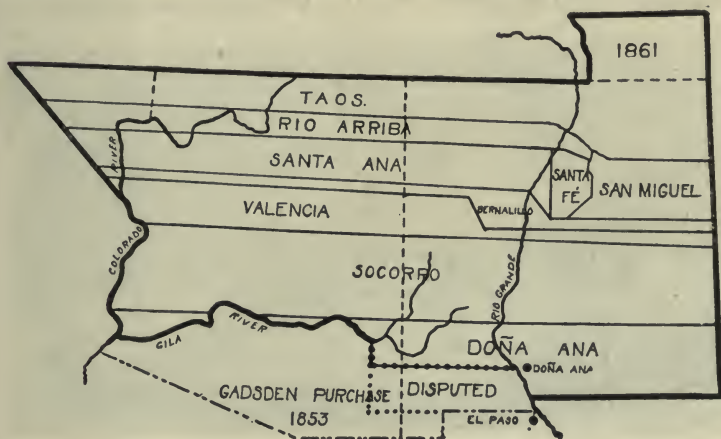 1861
TAOS.
RIO ARRIBA
SANTA ANA
SANTA
FÉ
SAN MIGUEL
RIVER
VALENCIA
BERNALILLO
COLORADO
SOCORRO
RIO GRANDE
RIVER
GILA
DOÑA ANA
DOÑA ANA
GADSDEN PURCHASE
1853
DISPUTED
EL PASO